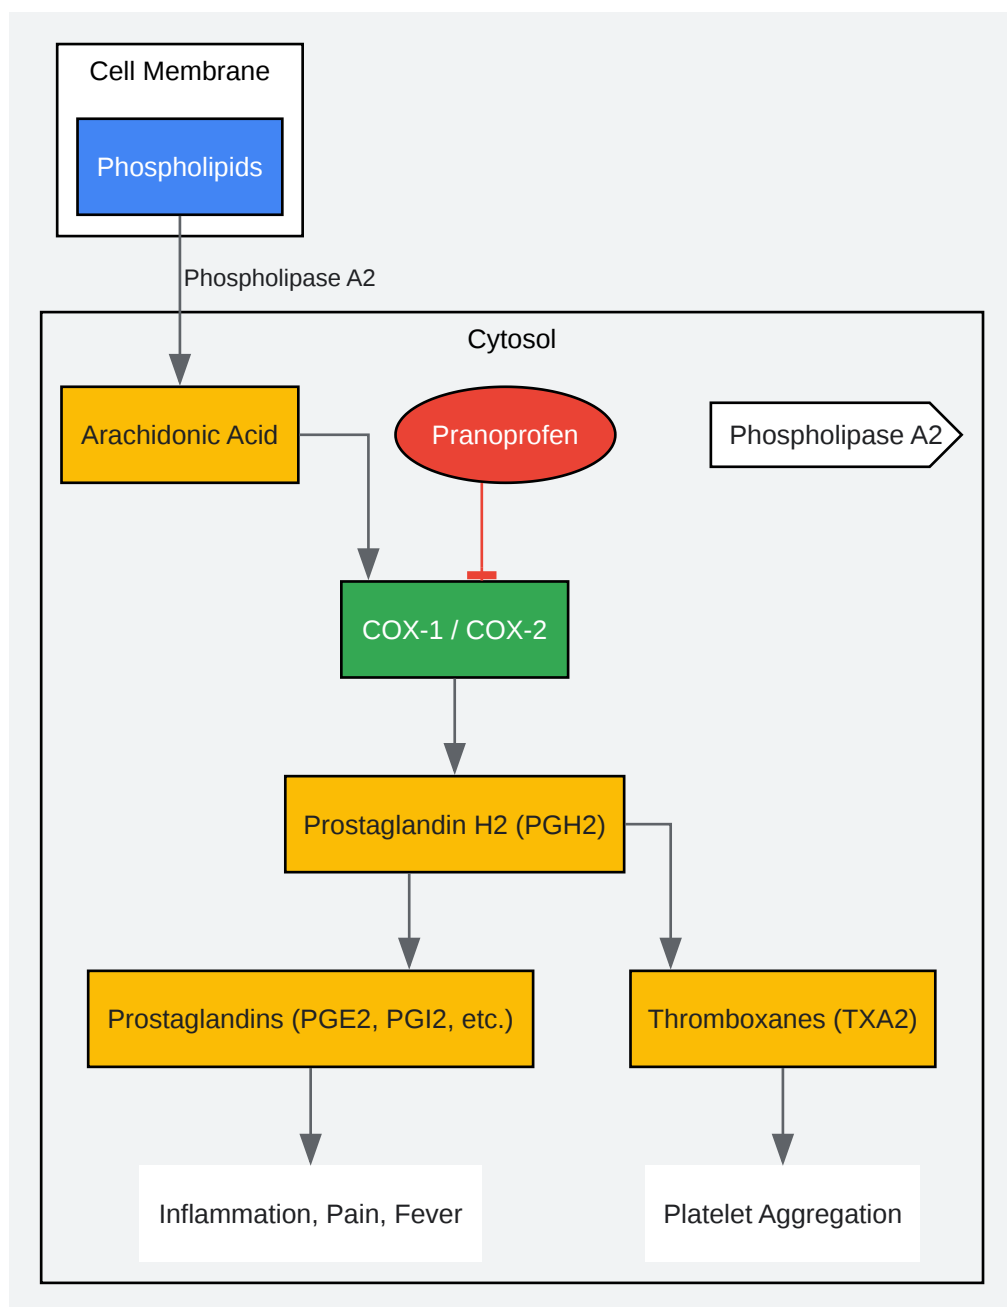 Cell Membrane
Phospholipids
Phospholipase A2
Cytosol
Arachidonic Acid
Pranoprofen
Phospholipase A2
COX-1 / COX-2
Prostaglandin H2 (PGH2)
Prostaglandins (PGE2, PGI2, etc.)
Thromboxanes (TXA2)
Inflammation, Pain, Fever
Platelet Aggregation